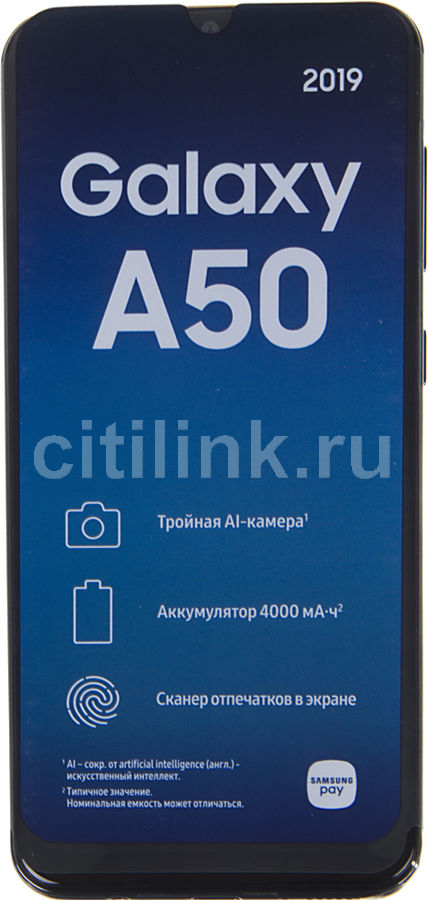 2019
Galaxy
A50
citilink.ru
Тройная AI-камера¹
Аккумулятор 4000 мА·ч²
Сканер отпечатков в экране
¹ AI – сокр. от artificial intelligence (англ.) -
искусственный интеллект.
² Типичное значение.
Номинальная емкость может отличаться.
SAMSUNG
pay